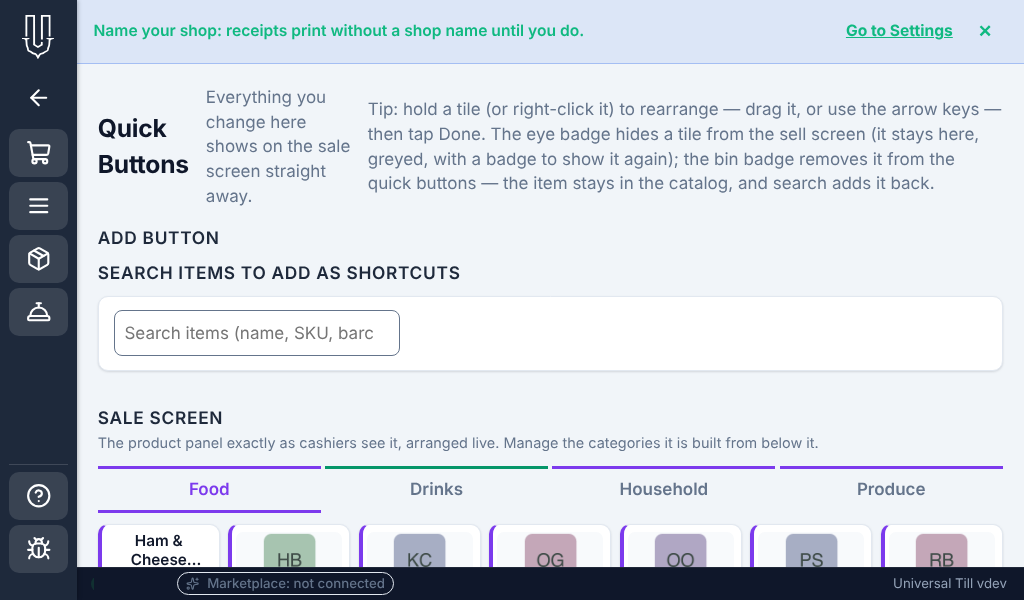 Name your shop: receipts print without a shop name until you do.
Go to Settings ✕
Quick
Buttons
Everything you
change here
shows on the sale
screen straight
away.
Tip: hold a tile (or right-click it) to rearrange — drag it, or use the arrow keys —
then tap Done. The eye badge hides a tile from the sell screen (it stays here,
greyed, with a badge to show it again); the bin badge removes it from the
quick buttons — the item stays in the catalog, and search adds it back.
ADD BUTTON
SEARCH ITEMS TO ADD AS SHORTCUTS
Search items (name, SKU, barc
SALE SCREEN
The product panel exactly as cashiers see it, arranged live. Manage the categories it is built from below it.
Food Drinks Household Produce
Ham &
Cheese...
HB KC OG OO PS RB
Marketplace: not connected
Universal Till vdev